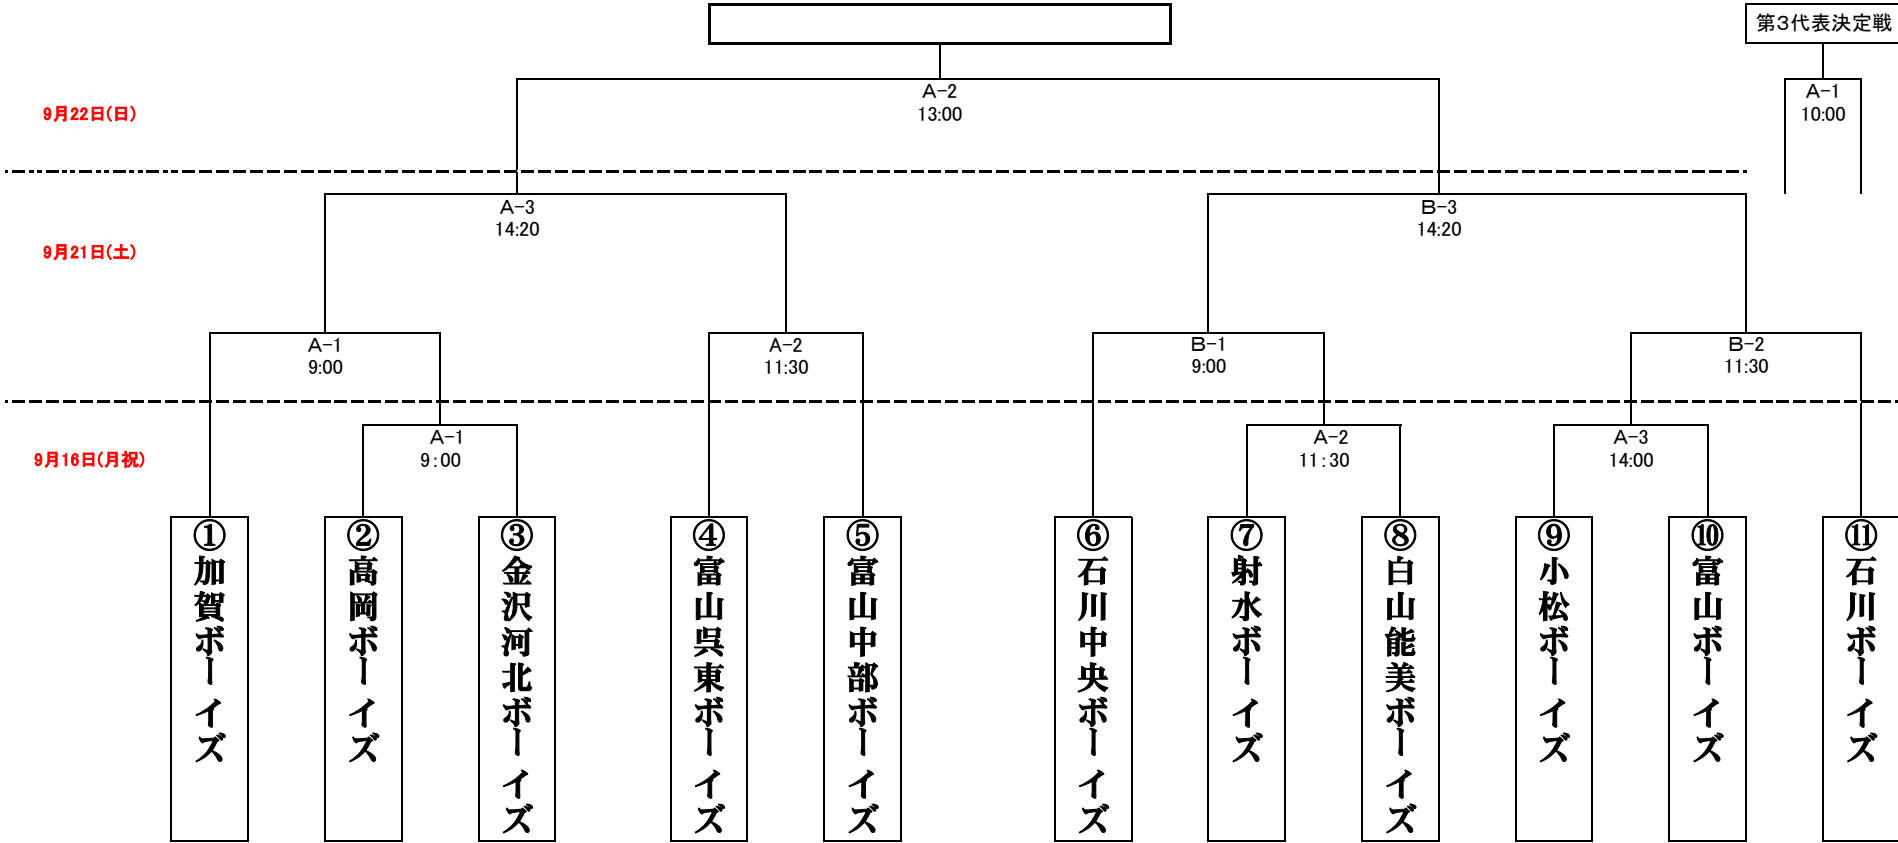 第3代表決定戦
A-2
13:00
A-1
10:00
9月22日(日)
A-3
14:20
B-3
14:20
9月21日(土)
A-1
9:00
A-2
11:30
B-1
9:00
B-2
11:30
A-1
9:00
A-2
11:30
A-3
14:00
9月16日(月祝)
①加賀ボーイズ
②高岡ボーイズ
③金沢河北ボーイズ
④富山呉東ボーイズ
⑤富山中部ボーイズ
⑥石川中央ボーイズ
⑦射水ボーイズ
⑧白山能美ボーイズ
⑨小松ボーイズ
⑩富山ボーイズ
⑪石川ボーイズ